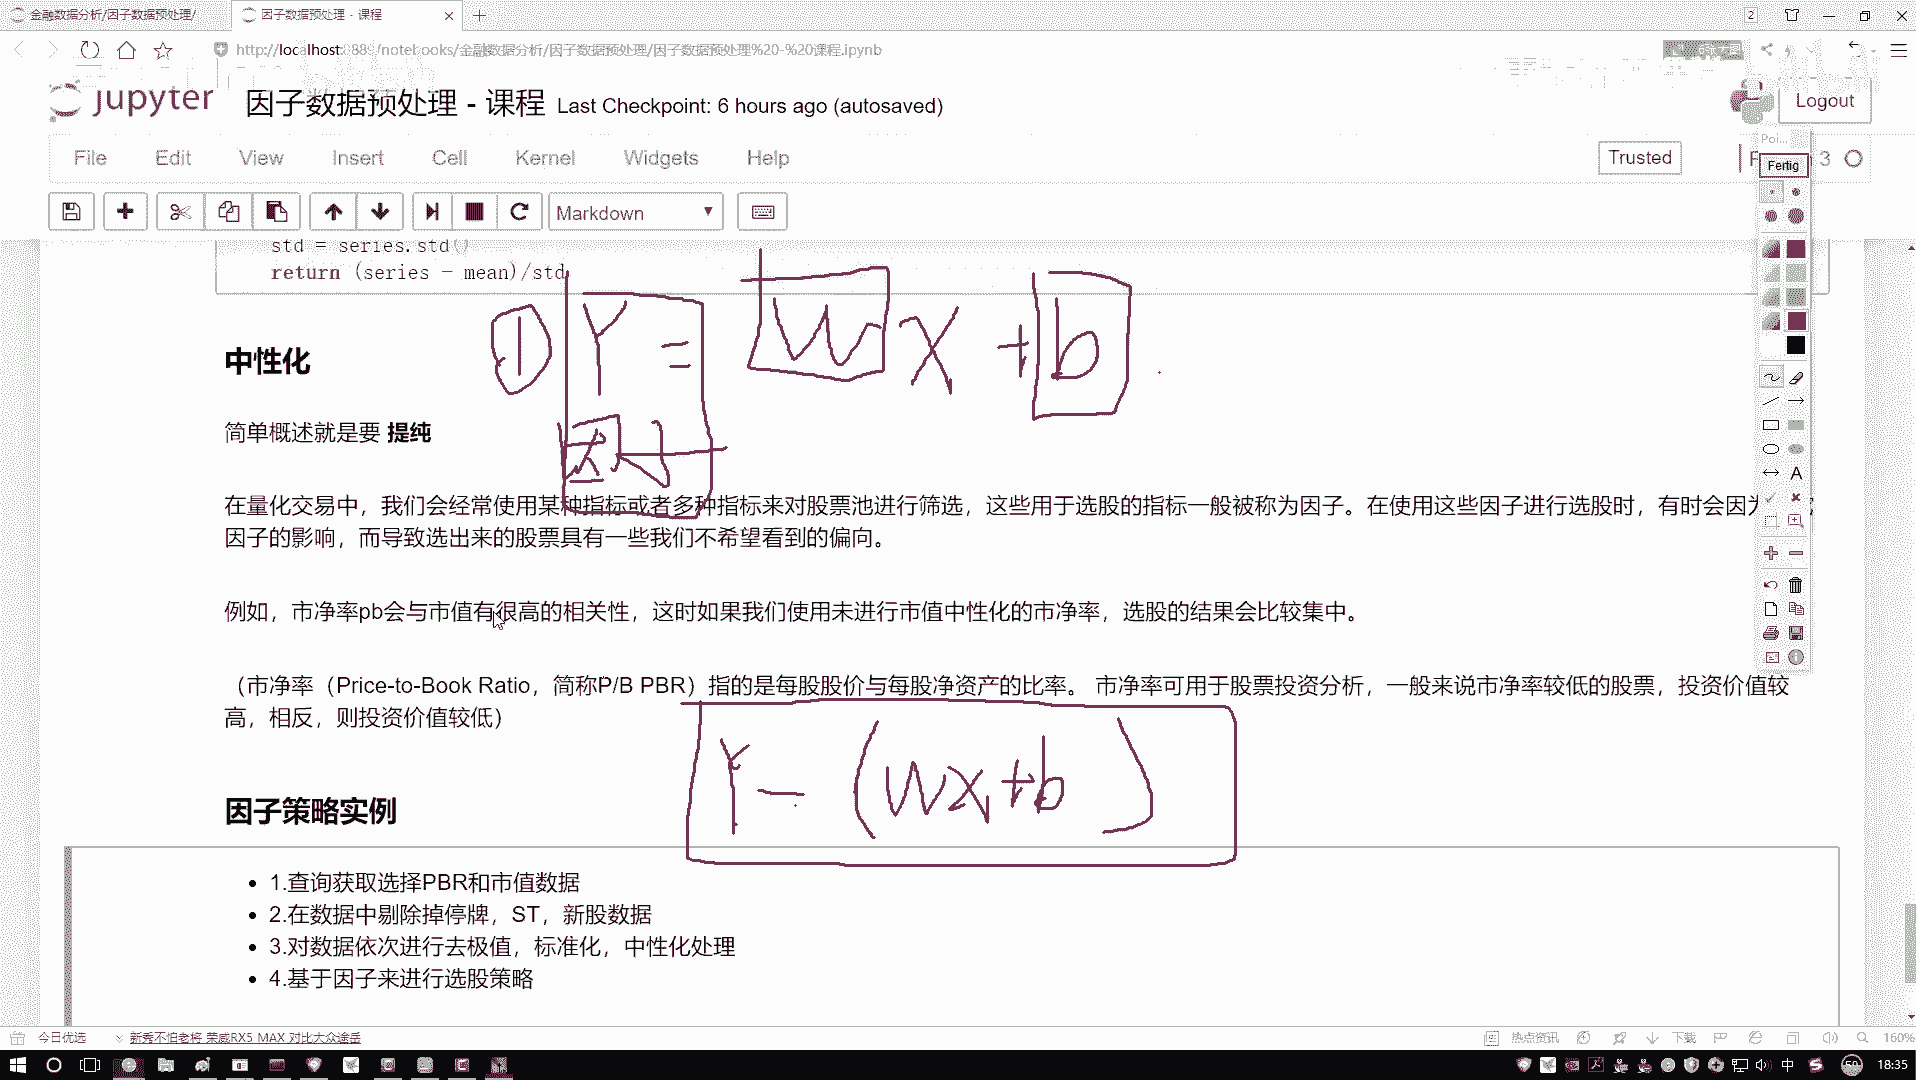 金融数据分析/因子数据预处理/
因子数据预处理 - 课程
2
http://localhost:888/notebooks/金融数据分析/因子数据预处理/因子数据预处理%20-%20课程.ipynb
jupyter
因子数据预处理 - 课程 Last Checkpoint: 6 hours ago (autosaved)
Logout
File Edit View Insert Cell Kernel Widgets Help
Trusted
3
Markdown
Poi...
Fertig
std = series.std()
return (series - mean)/std
① Y = W X + b
因子
中性化
简单概述就是要 提纯
在量化交易中，我们会经常使用某种指标或者多种指标来对股票池进行筛选，这些用于选股的指标一般被称为因子。在使用这些因子进行选股时，有时会因为
因子的影响，而导致选出来的股票具有一些我们不希望看到的偏向。
例如，市净率pb会与市值有很高的相关性，这时如果我们使用未进行市值中性化的市净率，选股的结果会比较集中。
（市净率（Price-to-Book Ratio，简称P/B PBR）指的是每股股价与每股净资产的比率。 市净率可用于股票投资分析，一般来说市净率较低的股票，投资价值较
高，相反，则投资价值较低）
Y - (WX+b)
因子策略实例
• 1.查询获取选择PBR和市值数据
• 2.在数据中剔除掉停牌，ST，新股数据
• 3.对数据依次进行去极值，标准化，中性化处理
• 4.基于因子来进行选股策略
今日优选
新秀不怕老将 荣威RX5 MAX 对比大众途岳
热点资讯
下载
160%
中
59
18:35